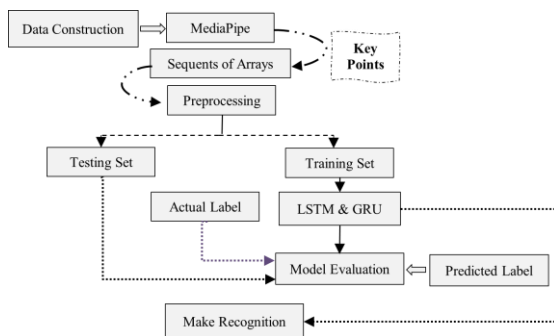 Data Construction
MediaPipe
Key
Points
Sequents of Arrays
Preprocessing
Testing Set
Training Set
Actual Label
LSTM & GRU
Model Evaluation
Predicted Label
Make Recognition